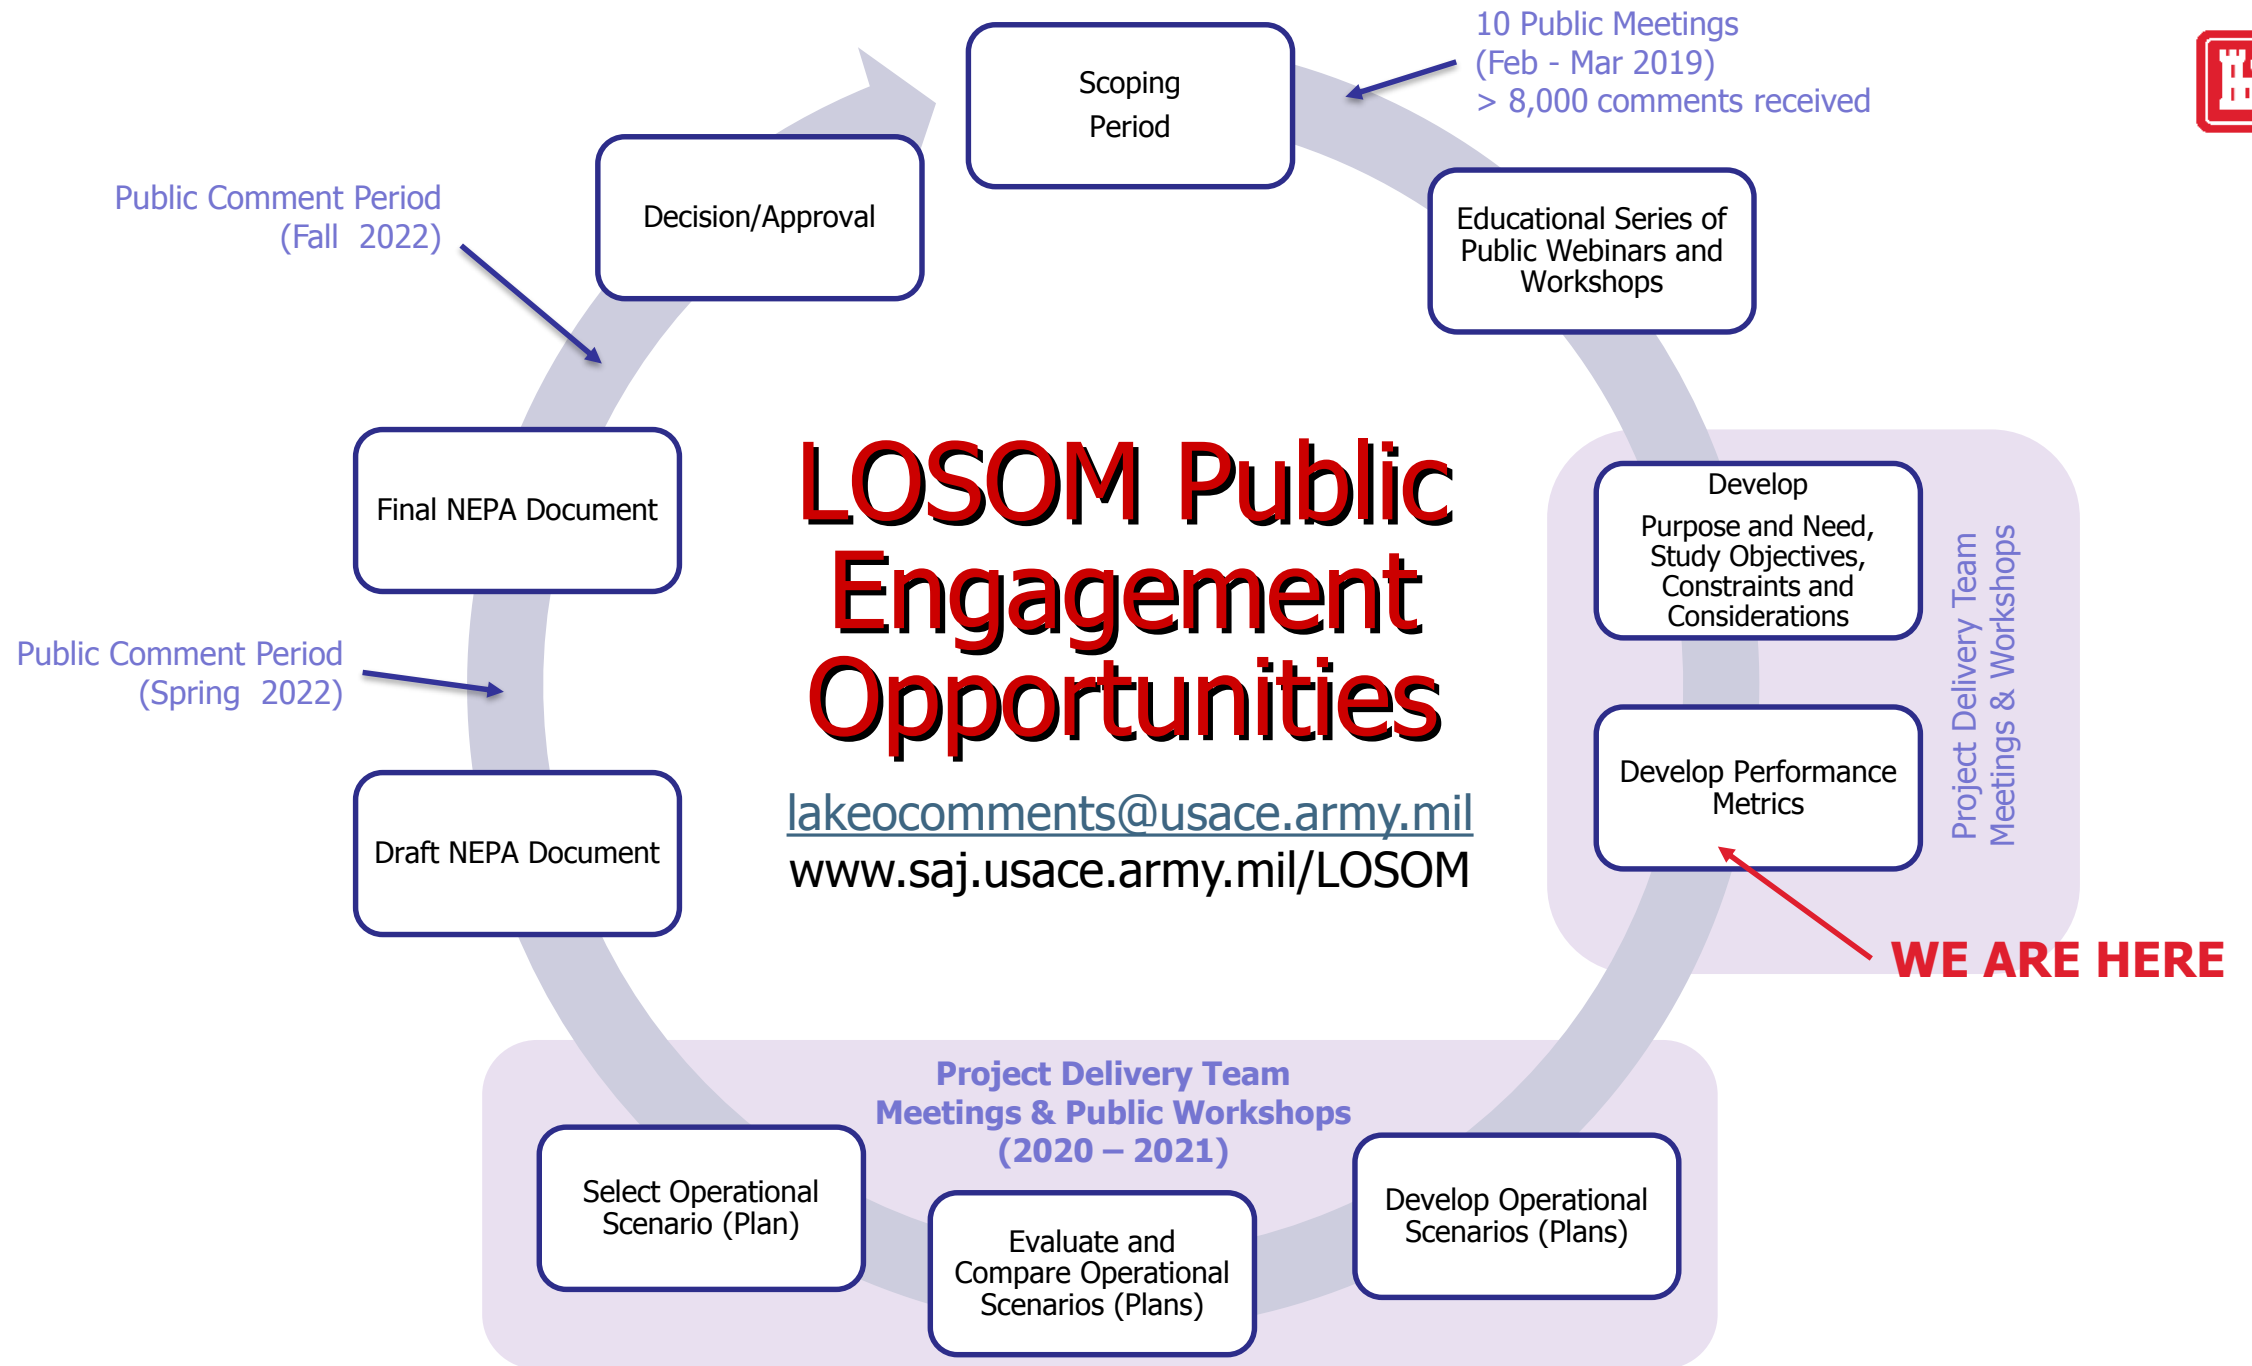 10 Public Meetings
(Feb - Mar 2019)
> 8,000 comments received
Scoping
Period
Educational Series of
Public Webinars and
Workshops
Develop
Purpose and Need,
Study Objectives,
Constraints and
Considerations
Develop Performance
Metrics
Project Delivery Team
Meetings & Workshops
WE ARE HERE
Project Delivery Team
Meetings & Public Workshops
(2020 – 2021)
Develop Operational
Scenarios (Plans)
Evaluate and
Compare Operational
Scenarios (Plans)
Select Operational
Scenario (Plan)
Draft NEPA Document
Public Comment Period
(Spring 2022)
Final NEPA Document
Public Comment Period
(Fall 2022)
Decision/Approval
LOSOM Public
Engagement
Opportunities
lakeocomments@usace.army.mil
www.saj.usace.army.mil/LOSOM